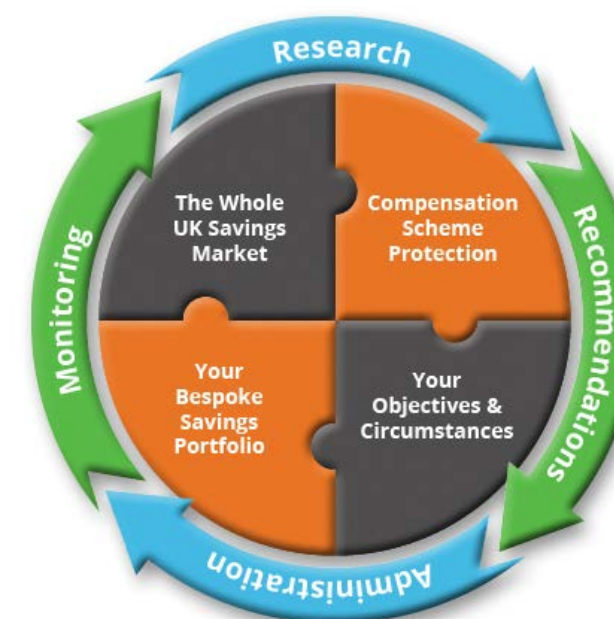 Research
The Whole
UK Savings
Market
Compensation
Scheme
Protection
Recommendations
Monitoring
Your
Bespoke
Savings
Portfolio
Your
Objectives &
Circumstances
Administration